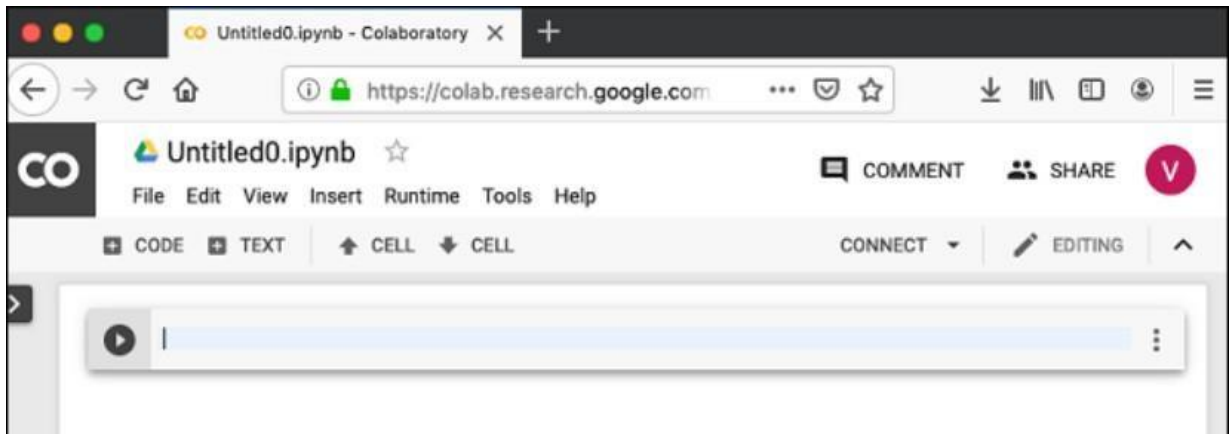 CO Untitled0.ipynb - Colaboratory
https://colab.research.google.com
CO Untitled0.ipynb COMMENT SHARE V
File Edit View Insert Runtime Tools Help
CODE TEXT CELL CELL CONNECT EDITING